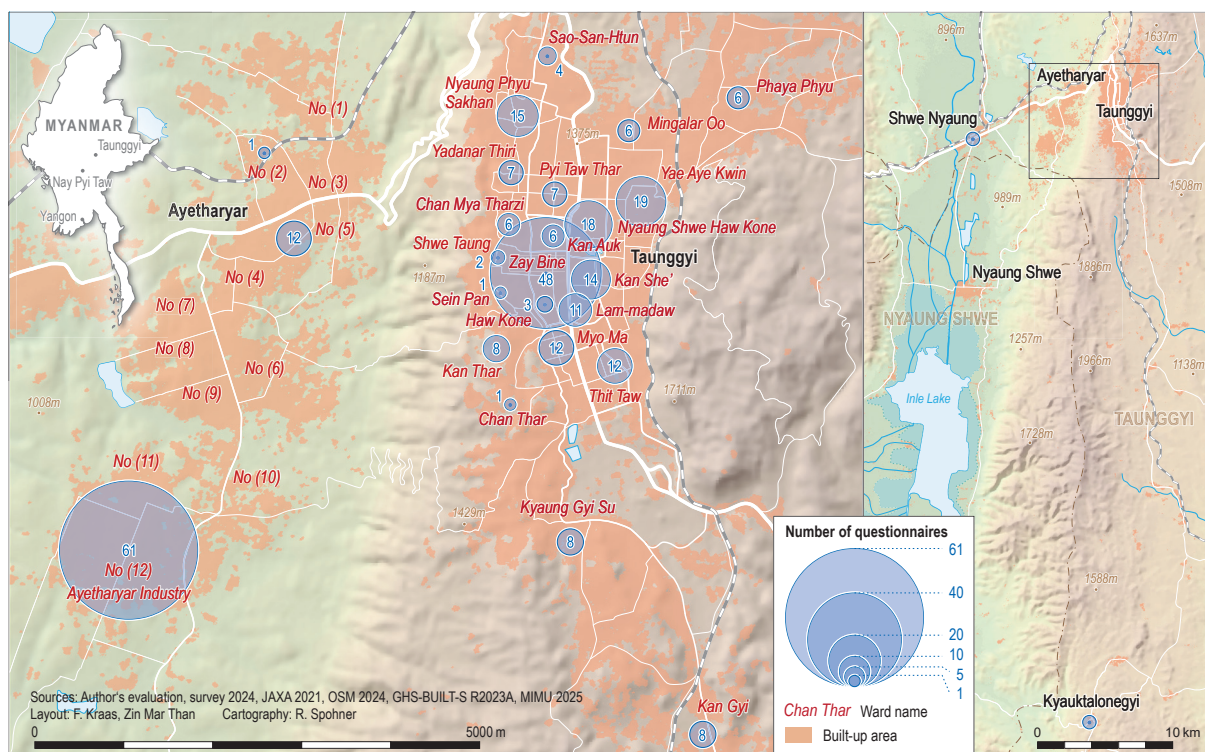 MYANMAR
Taunggyi
Nay Pyi Taw
Yangon
No (1)
1
No (2)
No (3)
Ayetharyar
12
No (5)
No (4)
No (7)
No (8)
No (6)
No (9)
1008m
No (11)
No (10)
61
No (12)
Ayetharyar Industry
1187m
1429m
Sao-San-Htun
4
Nyaung Phyu
Sakhan
15
1375m
Phaya Phyu
6
Mingalar Oo
6
Yadanar Thiri
7
Pyi Taw Thar
7
Yae Aye Kwin
19
Chan Mya Tharzi
6
18
Nyaung Shwe Haw Kone
6
Kan Auk
Shwe Taung
2
Taunggyi
Zay Bine
48
14
Kan She'
1
Sein Pan
3
Haw Kone
11
Lam-madaw
Myo Ma
12
8
Kan Thar
12
Thit Taw
1711m
1
Chan Thar
Kyaung Gyi Su
8
Kan Gyi
8
Number of questionnaires
61
40
20
10
5
1
Chan Thar Ward name
Built-up area
Sources: Author's evaluation, survey 2024, JAXA 2021, OSM 2024, GHS-BUILT-S R2023A, MIMU 2025
Layout: F. Kraas, Zin Mar Than Cartography: R. Spohner
0 5000 m
896m
1637m
Ayetharyar
Taunggyi
Shwe Nyaung
989m
1508m
Nyaung Shwe
1886m
NYAUNG SHWE
1257m
1966m
1138m
Inle Lake
TAUNGGYI
1728m
1588m
Kyauktalonegyi
0 10 km